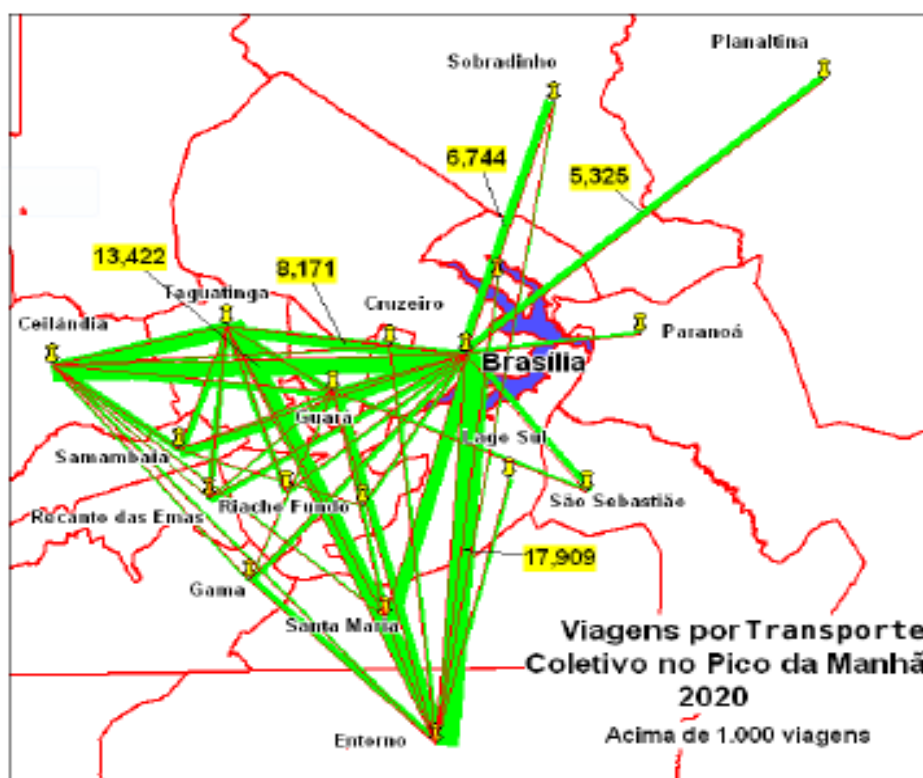 Planaltina
Sobradinho
6,744
5,325
13,422
8,171
Taguatinga
Cruzeiro
Ceilândia
Paranoá
Brasília
Guará
Lago Sul
Samambaia
São Sebastião
Recanto das Emas
Riacho Fundo
17,909
Gama
Santa Maria
Entorno
Viagens por Transporte
Coletivo no Pico da Manhã
2020
Acima de 1.000 viagens